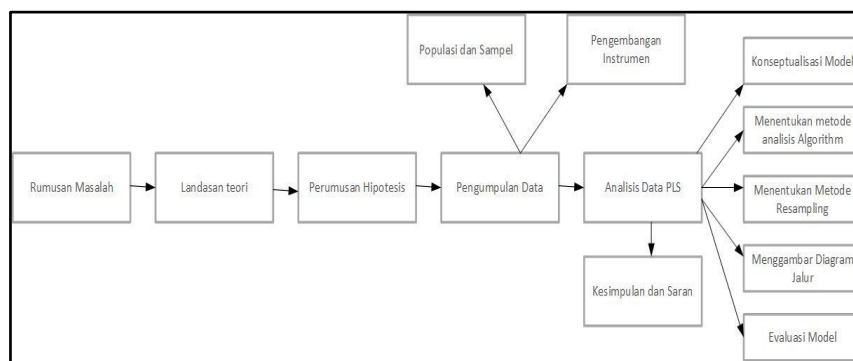 Populasi dan Sampel
Pengembangan
Instrumen
Konseptualisasi Model
Menentukan metode
analisis Algorithm
Rumusan Masalah
Landasan teori
Perumusan Hipotesis
Pengumpulan Data
Analisis Data PLS
Menentukan Metode
Resampling
Menggambar Diagram
Jalur
Kesimpulan dan Saran
Evaluasi Model